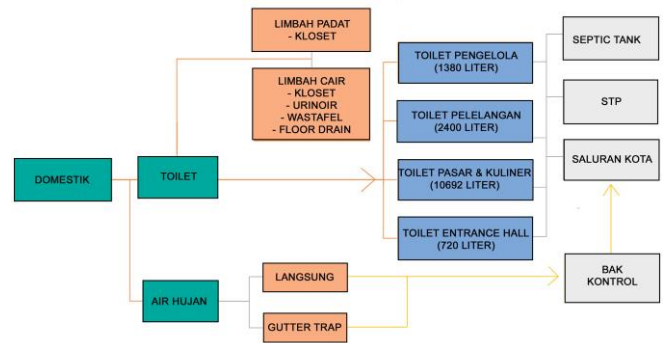 LIMBAH PADAT
- KLOSET
LIMBAH CAIR
- KLOSET
- URINOIR
- WASTAFEL
- FLOOR DRAIN
TOILET PENGELOLA
(1380 LITER)
TOILET PELELANGAN
(2400 LITER)
TOILET PASAR & KULINER
(10692 LITER)
TOILET ENTRANCE HALL
(720 LITER)
SEPTIC TANK
STP
SALURAN KOTA
DOMESTIK
TOILET
AIR HUJAN
LANGSUNG
GUTTER TRAP
BAK
KONTROL